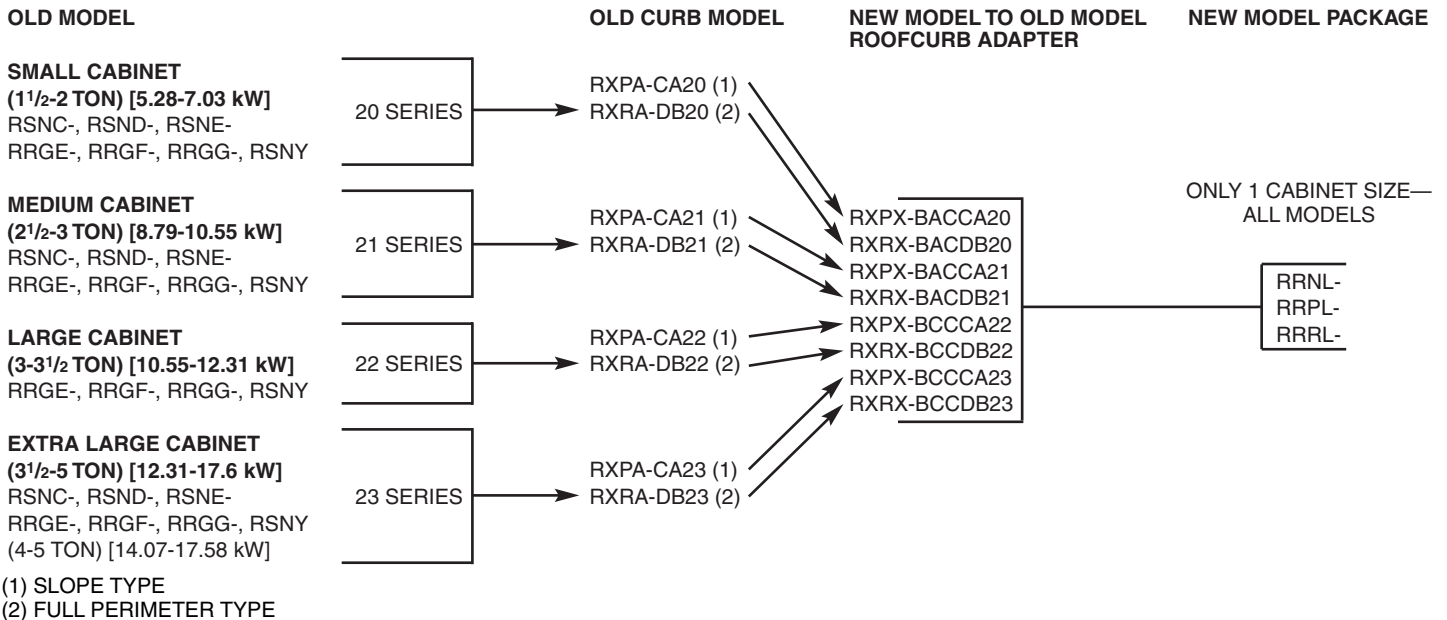 OLD MODEL
OLD CURB MODEL
NEW MODEL TO OLD MODEL
ROOFCURB ADAPTER
NEW MODEL PACKAGE
SMALL CABINET
(1 1/2-2 TON) [5.28-7.03 kW]
RSNC-, RSND-, RSNE-
RRGE-, RRGF-, RRGG-, RSNY
20 SERIES
RXPA-CA20 (1)
RXRA-DB20 (2)
MEDIUM CABINET
(2 1/2-3 TON) [8.79-10.55 kW]
RSNC-, RSND-, RSNE-
RRGE-, RRGF-, RRGG-, RSNY
21 SERIES
RXPA-CA21 (1)
RXRA-DB21 (2)
LARGE CABINET
(3-3 1/2 TON) [10.55-12.31 kW]
RRGE-, RRGF-, RRGG-, RSNY
22 SERIES
RXPA-CA22 (1)
RXRA-DB22 (2)
EXTRA LARGE CABINET
(3 1/2-5 TON) [12.31-17.6 kW]
RSNC-, RSND-, RSNE-
RRGE-, RRGF-, RRGG-, RSNY
(4-5 TON) [14.07-17.58 kW]
23 SERIES
RXPA-CA23 (1)
RXRA-DB23 (2)
RXPX-BACCA20
RXRX-BACDB20
RXPX-BACCA21
RXRX-BACDB21
RXPX-BCCCA22
RXRX-BCCDB22
RXPX-BCCCA23
RXRX-BCCDB23
ONLY 1 CABINET SIZE—
ALL MODELS
RRNL-
RRPL-
RRRL-
(1) SLOPE TYPE
(2) FULL PERIMETER TYPE